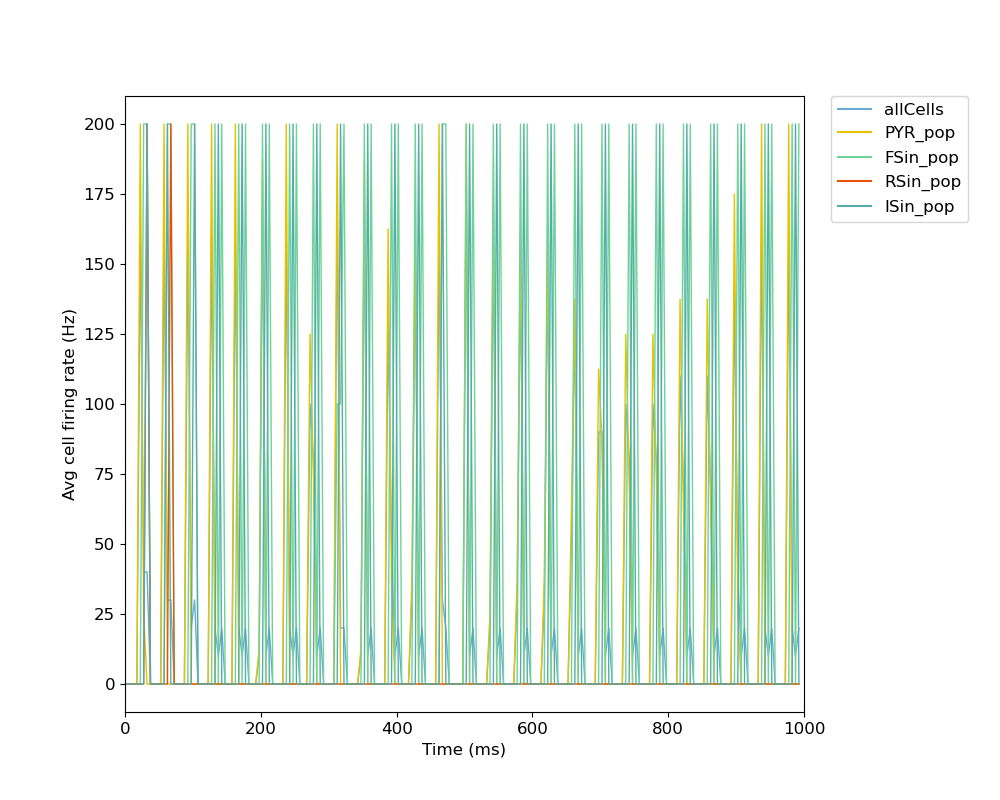 allCells
PYR_pop
FSin_pop
RSin_pop
ISin_pop
Avg cell firing rate (Hz)
200
175
150
125
100
75
50
25
0
0 200 400 600 800 1000
Time (ms)